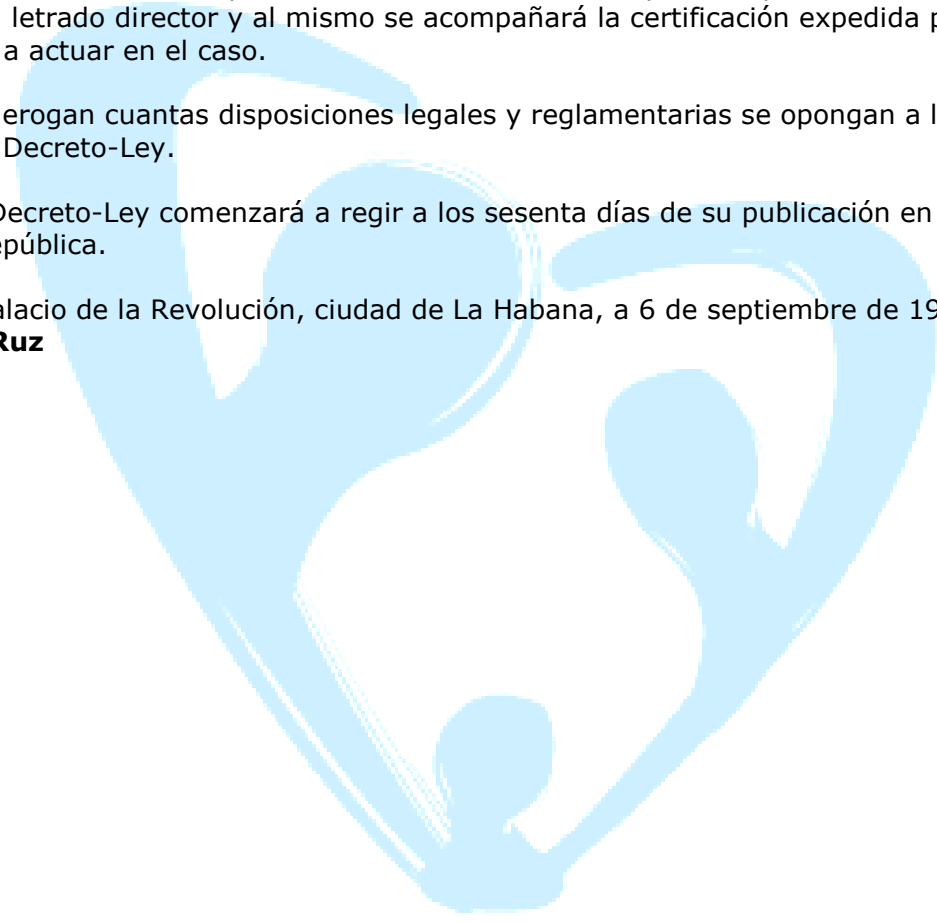 letrado director y al mismo se acompañará la certificación expedida
a actuar en el caso.
erogan cuantas disposiciones legales y reglamentarias se opongan a
Decreto-Ley.
Decreto-Ley comenzará a regir a los sesenta días de su publicación en
epública.
alacio de la Revolución, ciudad de La Habana, a 6 de septiembre de 19
Ruz